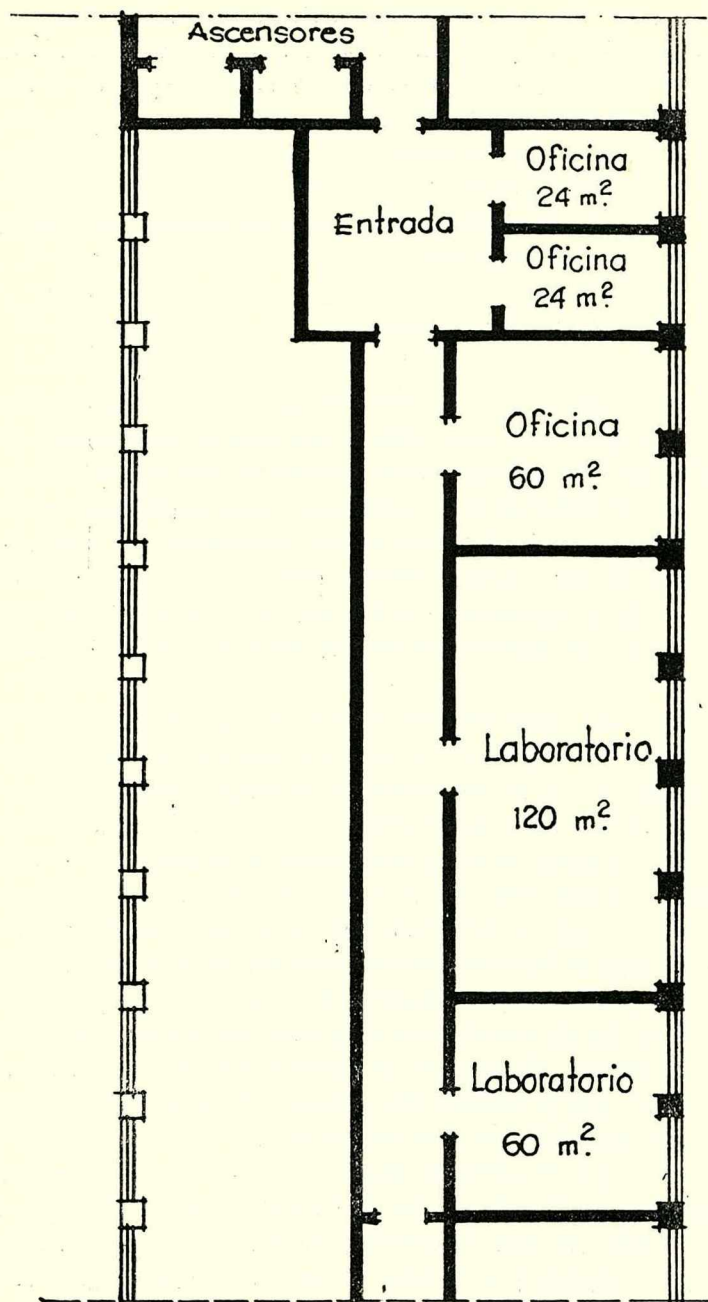 Ascensores
Oficina
24 m².
Entrada
Oficina
24 m².
Oficina
60 m².
Laboratorio
120 m².
Laboratorio
60 m².